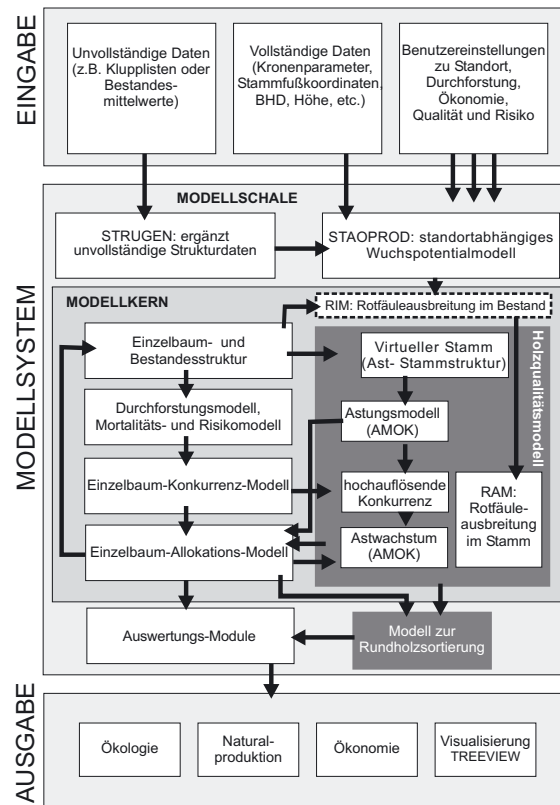 EINGABE
Unvollständige Daten
(z.B. Klupplisten oder
Bestandes-
mittelwerte)
Vollständige Daten
(Kronenparameter,
Stammfußkoordinaten,
BHD, Höhe, etc.)
Benutzereinstellungen
zu Standort,
Durchforstung,
Ökonomie,
Qualität und Risiko
MODELLSYSTEM
MODELLSCHALE
STRUGEN: ergänzt
unvollständige Strukturdaten
STAOPROD: standortabhängiges
Wuchspotentialmodell
MODELLKERN
RIM: Rotfäuleausbreitung im Bestand
Einzelbaum- und
Bestandesstruktur
Durchforstungsmodell,
Mortalitäts- und Risikomodell
Einzelbaum-Konkurrenz-Modell
Einzelbaum-Allokations-Modell
Holzqualitätsmodell
Virtueller Stamm
(Ast- Stammstruktur)
Astungsmodell
(AMOK)
hochauflösende
Konkurrenz
Astwachstum
(AMOK)
RAM:
Rotfäule-
ausbreitung
im Stamm
Auswertungs-Module
Modell zur
Rundholzsortierung
AUSGABE
Ökologie
Natural-
produktion
Ökonomie
Visualisierung
TREEVIEW